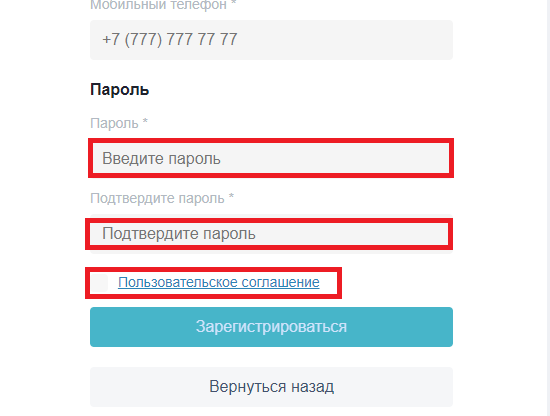 Мобильный телефон *
+7 (777) 777 77 77
Пароль
Пароль *
Введите пароль
Подтвердите пароль *
Подтвердите пароль
Пользовательское соглашение
Зарегистрироваться
Вернуться назад